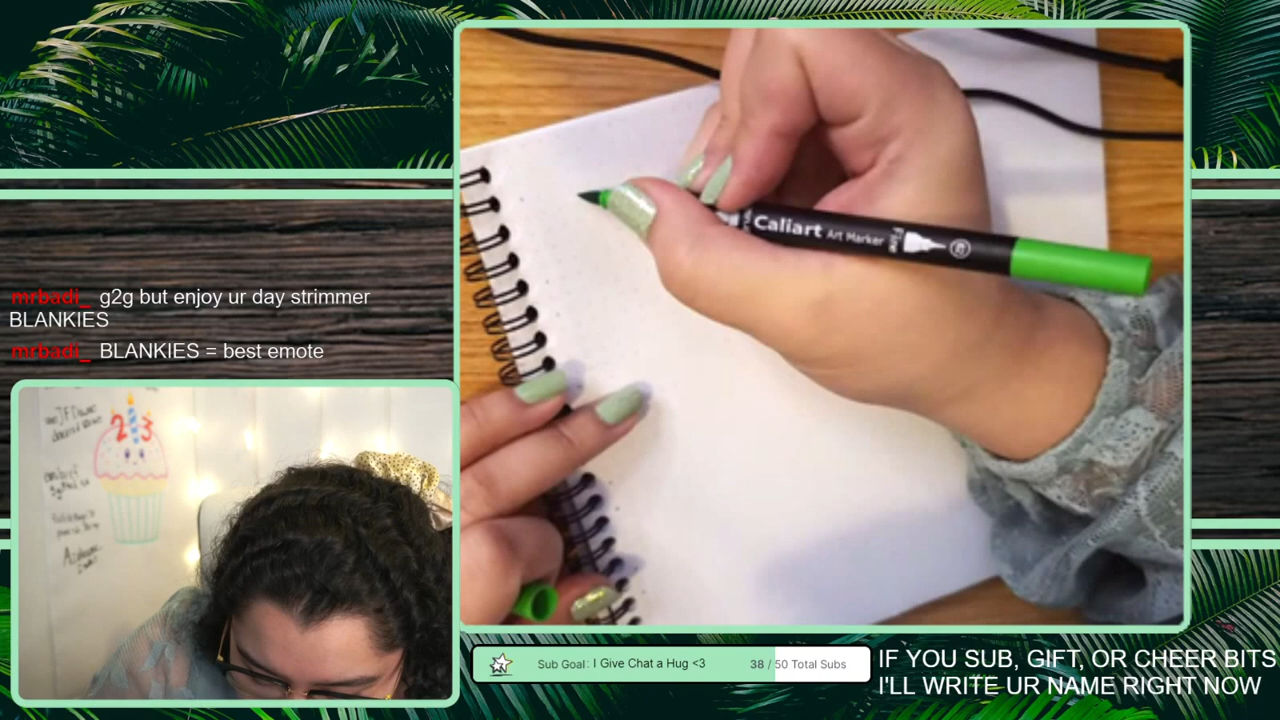 mrbadi_ g2g but enjoy ur day strimmer
BLANKIES
mrbadi_ BLANKIES = best emote
23
Caliart Art Marker Fine
Sub Goal: I Give Chat a Hug <3 38 / 50 Total Subs
IF YOU SUB, GIFT, OR CHEER BITS
I'LL WRITE UR NAME RIGHT NOW